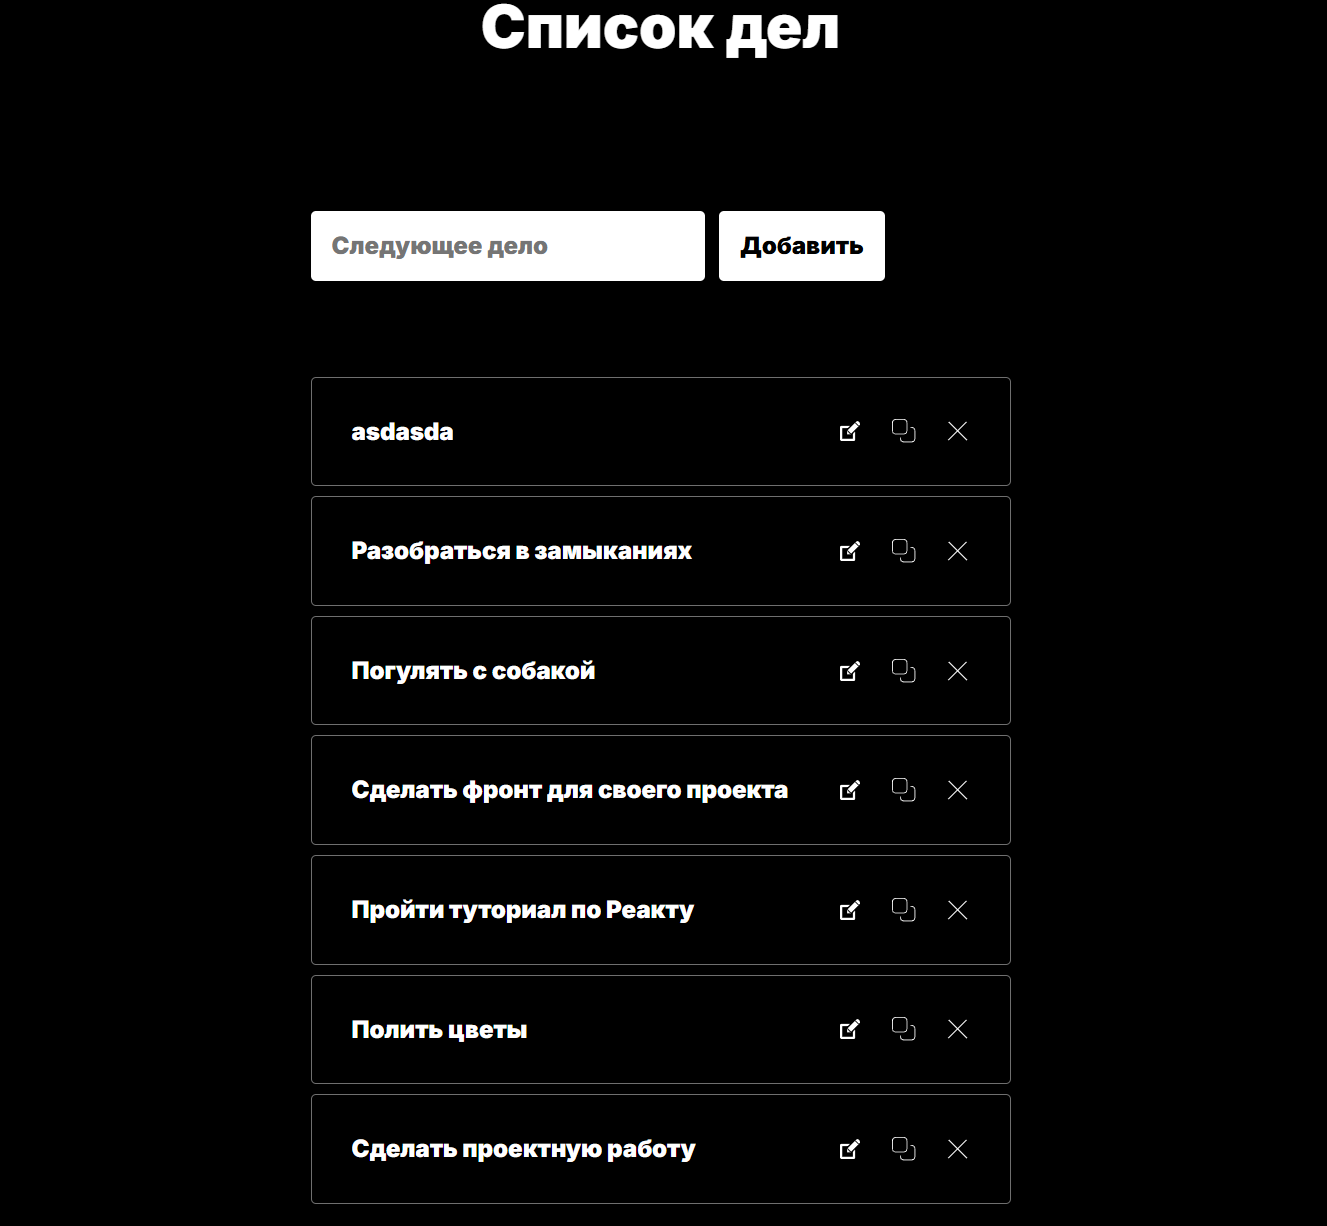 Список дел
Следующее дело
Добавить
asdasda
Разобраться в замыканиях
Погулять с собакой
Сделать фронт для своего проекта
Пройти туториал по Реакту
Полить цветы
Сделать проектную работу